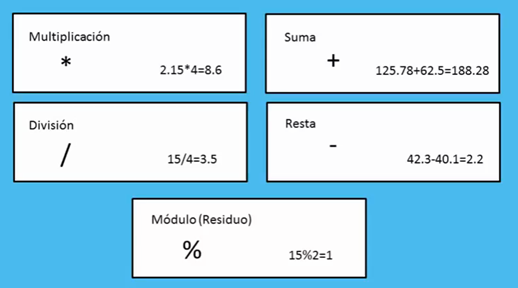 Multiplicación
* 2.15*4=8.6
Suma
+ 125.78+62.5=188.28
División
/ 15/4=3.5
Resta
- 42.3-40.1=2.2
Módulo (Residuo)
% 15%2=1